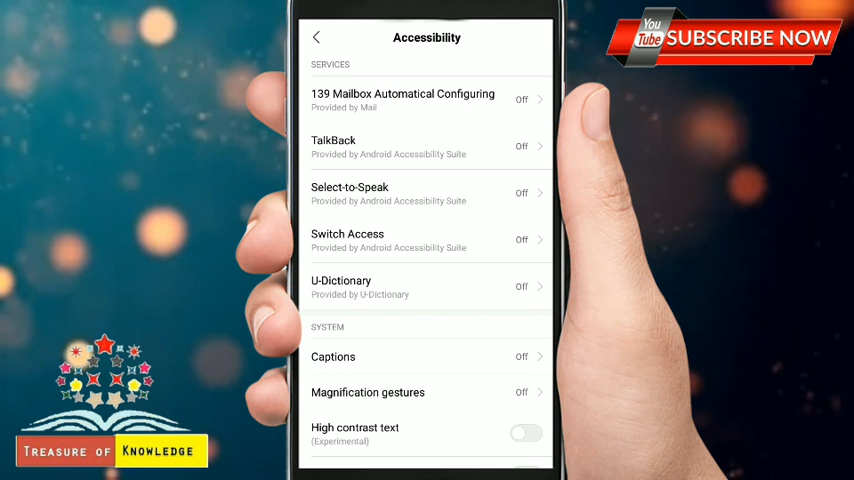 Accessibility
SERVICES
139 Mailbox Automatical Configuring
Provided by Mail
Off
TalkBack
Provided by Android Accessibility Suite
Off
Select-to-Speak
Provided by Android Accessibility Suite
Off
Switch Access
Provided by Android Accessibility Suite
Off
U-Dictionary
Provided by U-Dictionary
Off
SYSTEM
Captions
Off
Magnification gestures
Off
High contrast text
(Experimental)
You
Tube
SUBSCRIBE NOW
TREASURE OF KNOWLEDGE